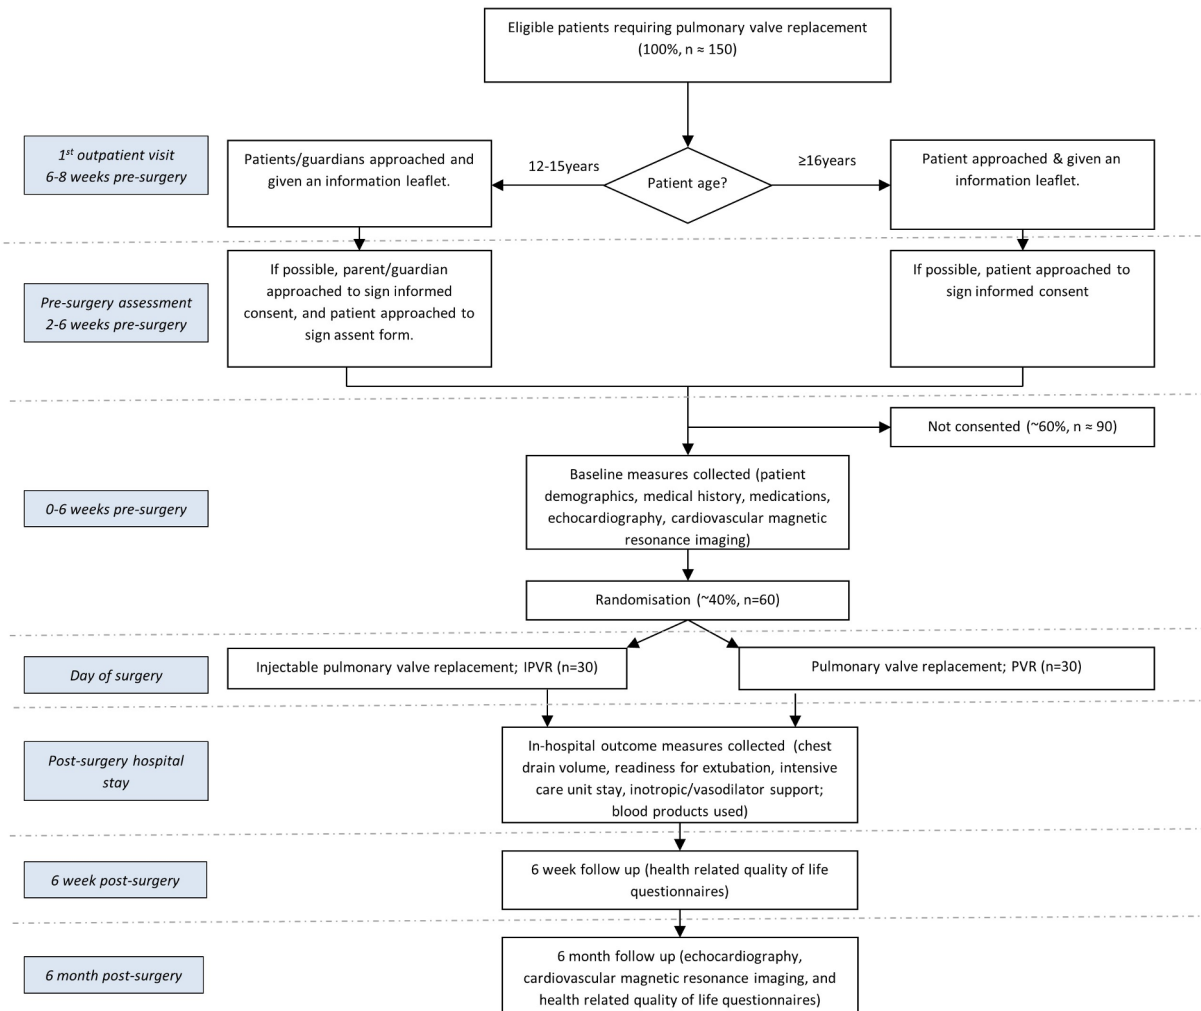 Eligible patients requiring pulmonary valve replacement
(100%, n ≈ 150)
1st outpatient visit
6-8 weeks pre-surgery
Patients/guardians approached and
given an information leaflet.
12-15years
Patient age?
≥16years
Patient approached & given an
information leaflet.
Pre-surgery assessment
2-6 weeks pre-surgery
If possible, parent/guardian
approached to sign informed
consent, and patient approached to
sign assent form.
If possible, patient approached to
sign informed consent
Not consented (~60%, n ≈ 90)
0-6 weeks pre-surgery
Baseline measures collected (patient
demographics, medical history, medications,
echocardiography, cardiovascular magnetic
resonance imaging)
Randomisation (~40%, n=60)
Day of surgery
Injectable pulmonary valve replacement; IPVR (n=30)
Pulmonary valve replacement; PVR (n=30)
Post-surgery hospital
stay
In-hospital outcome measures collected (chest
drain volume, readiness for extubation, intensive
care unit stay, inotropic/vasodilator support;
blood products used)
6 week post-surgery
6 week follow up (health related quality of life
questionnaires)
6 month post-surgery
6 month follow up (echocardiography,
cardiovascular magnetic resonance imaging, and
health related quality of life questionnaires)